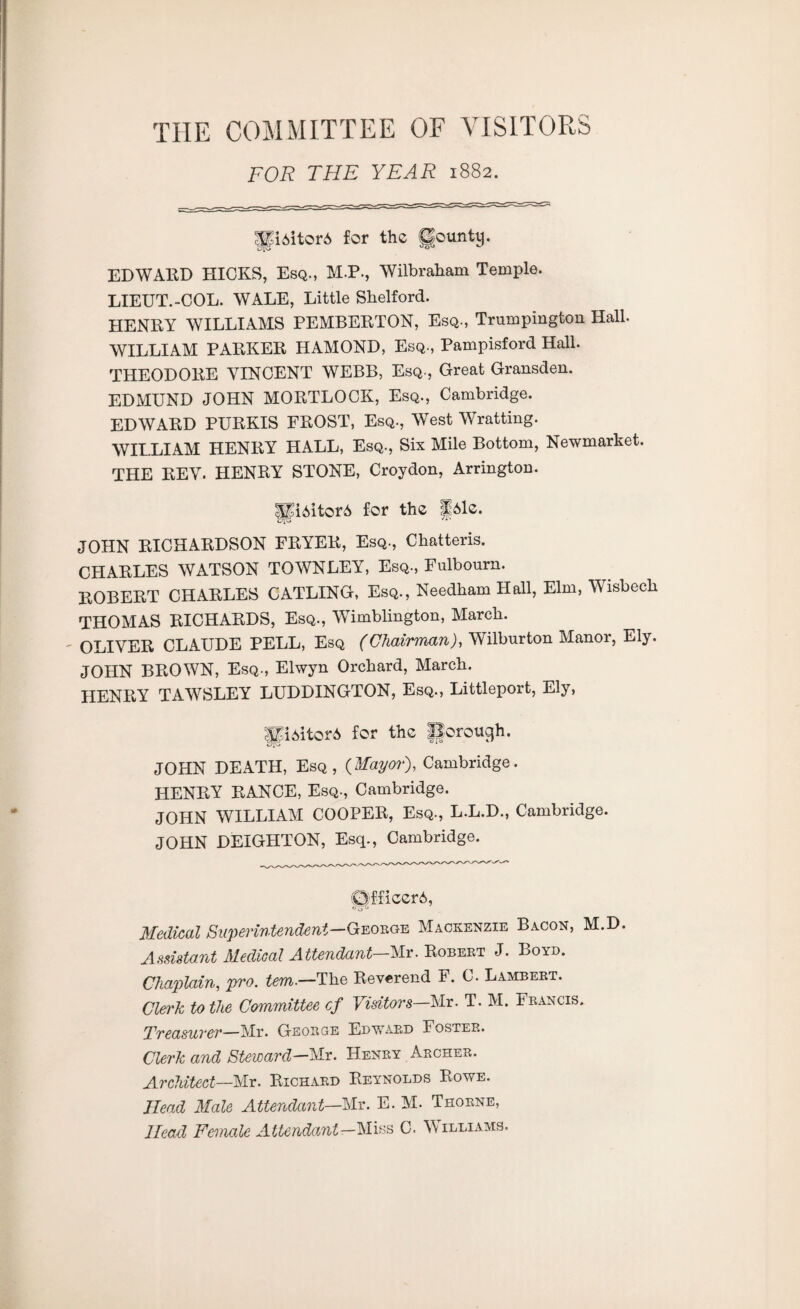 THE COMMITTEE OF VISITORS
FOR THE YEAR 1882.
Visitors for the County.
EDWARD HICKS, Esq., M.P., Wilbraham Temple.
LIEUT.-COL. WALE, Little Shelford.
HENRY WILLIAMS PEMBERTON, Esq., Trumpington Hall.
WILLIAM PARKER HAMOND, Esq., Pampisford Hall.
THEODORE VINCENT WEBB, Esq., Great Gransden.
EDMUND JOHN MORTLOCK, Esq., Cambridge.
EDWARD PURKIS FROST, Esq., West Wratting.
WILLIAM HENRY HALL, Esq., Six Mile Bottom, Newmarket.
THE REV. HENRY STONE, Croydon, Arrington.
Visitors for the Isle.
JOHN RICHARDSON FRYER, Esq., Chatteris.
CHARLES WATSON TOWNLEY, Esq., Fulbourn.
ROBERT CHARLES CATLING, Esq., Needham Hall, Elm, Wisbech
THOMAS RICHARDS, Esq., Wimblington, March.
OLIVER CLAUDE PELL, Esq (Chairman), Wilburton Manor, Ely.
JOHN BROWN, Esq., Elwyn Orchard, March.
HENRY TAWSLEY LUDDINGTON, Esq., Littleport, Ely,
Visitors for the Borough.
JOHN DEATH, Esq, (Mayor), Cambridge.
HENRY RANCE, Esq., Cambridge.
JOHN WILLIAM COOPER, Esq., L.L.D., Cambridge.
JOHN DEIGHTON, Esq., Cambridge.
Officers,
Medical Superintendent—George Mackenzie Bacon, M.D.
Assistant Medical Attendant—Mr. Robert J. Boyd.
Chaplain, pro. tem.—The Reverend F. C. Lambert.
Clerk to the Committee of Visitors—Mr. T. M. Francis.
Treasurer—Mr. George Edward Foster.
Clerk and Steward—Mr. Henry Archer.
Architect—Mr. Richard Reynolds Rowe.
Head Male Attendant—Mr. E. M. Thorne,
Head Female Attendant—Miss C. Williams.